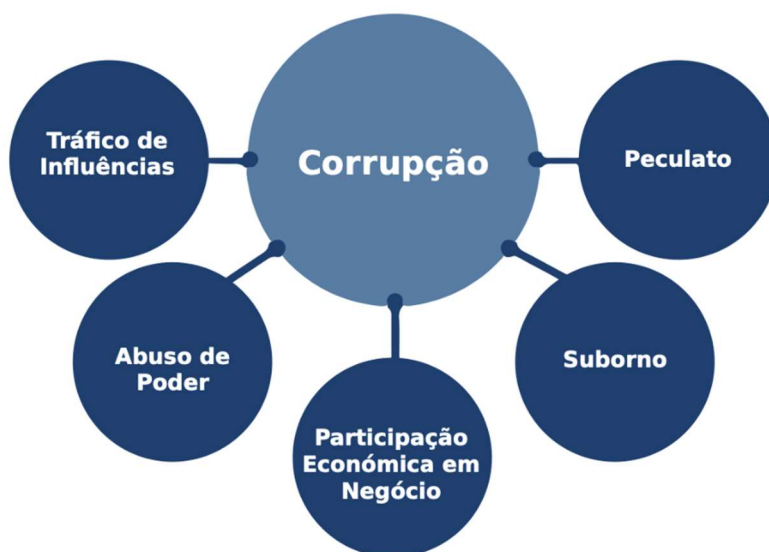 Corrupção
Tráfico de
Influências
Abuso de
Poder
Participação
Económica em
Negócio
Suborno
Peculato